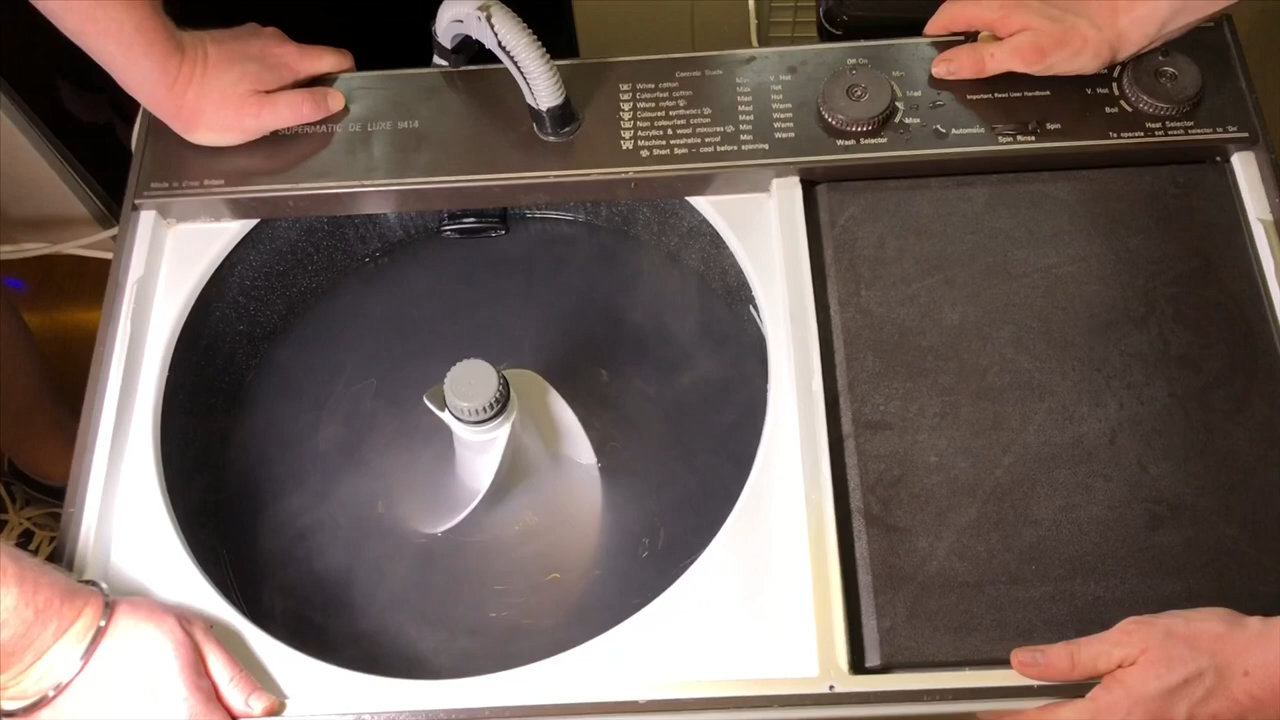 SUPERMATIC DE LUXE 9414
Made in Great Britain
Controls Guide
White cotton Max V. Hot
Colourfast cotton Max Hot
White nylon Max Hot
Coloured synthetics Med Warm
Non colourfast cotton Med Warm
Acrylics & wool mixtures Min Warm
Machine washable wool Min Warm
Short Spin – cool before spinning
Off-On
Min
Med
Max
Wash Selector
Important, Read User Handbook
Automatic
Spin
Spin Rinse
V. Hot
Boil
Heat Selector
To operate – set wash selector to 'On'